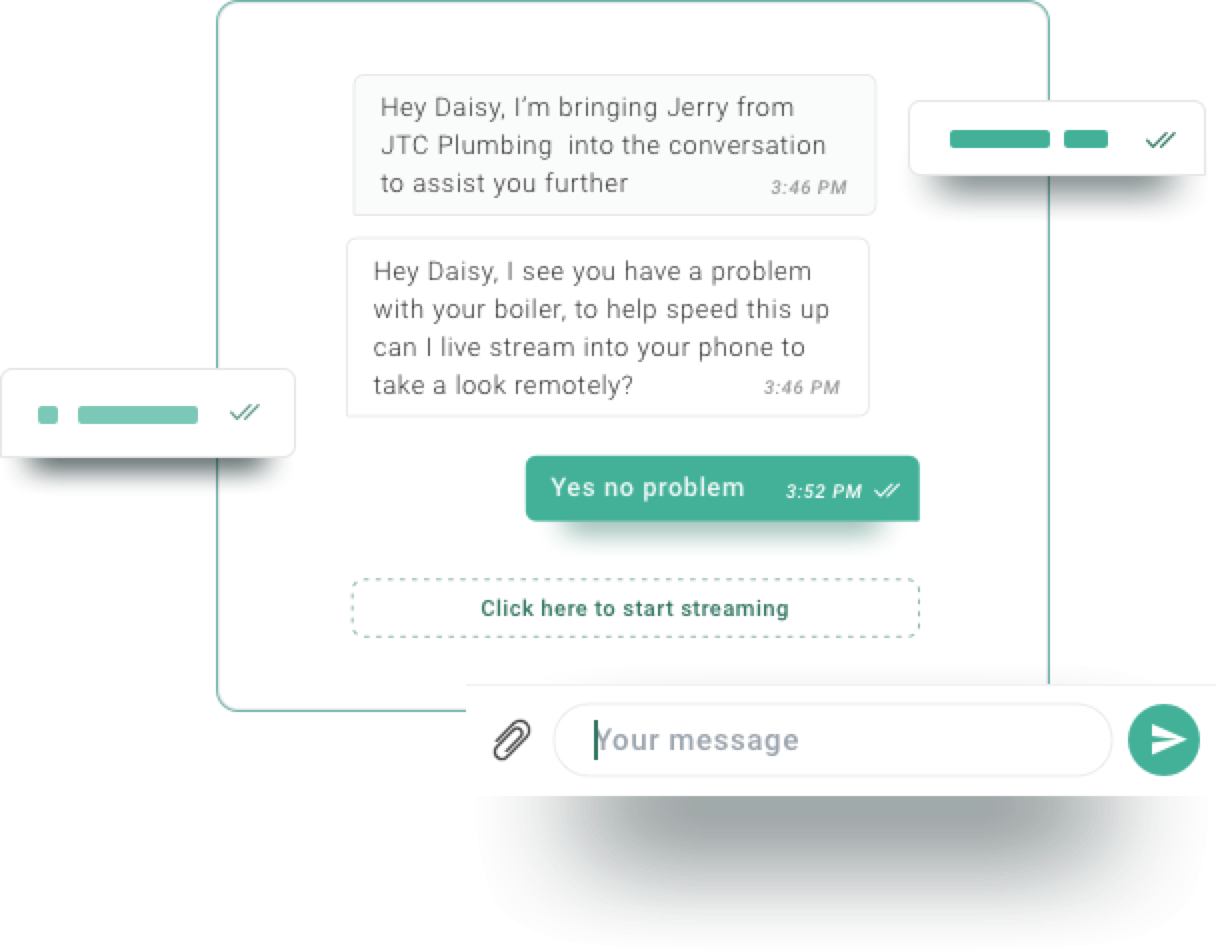 Hey Daisy, I’m bringing Jerry from
JTC Plumbing  into the conversation
to assist you further
3:46 PM
Hey Daisy, I see you have a problem
with your boiler, to help speed this up
can I live stream into your phone to
take a look remotely?
3:46 PM
Yes no problem
3:52 PM
Click here to start streaming
Your message